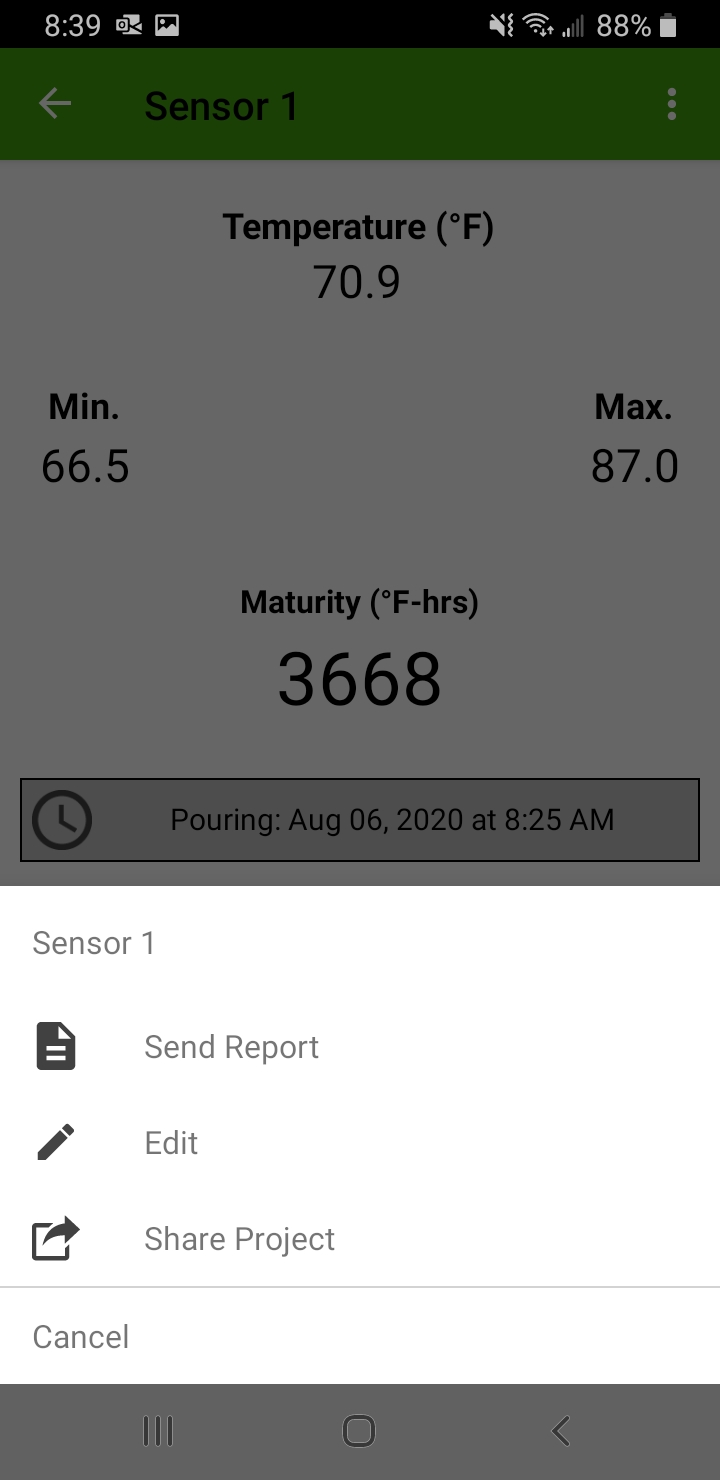 8:39 88%
Sensor 1
Temperature (°F)
70.9
Min. Max.
66.5 87.0
Maturity (°F-hrs)
3668
Pouring: Aug 06, 2020 at 8:25 AM
Sensor 1
Send Report
Edit
Share Project
Cancel